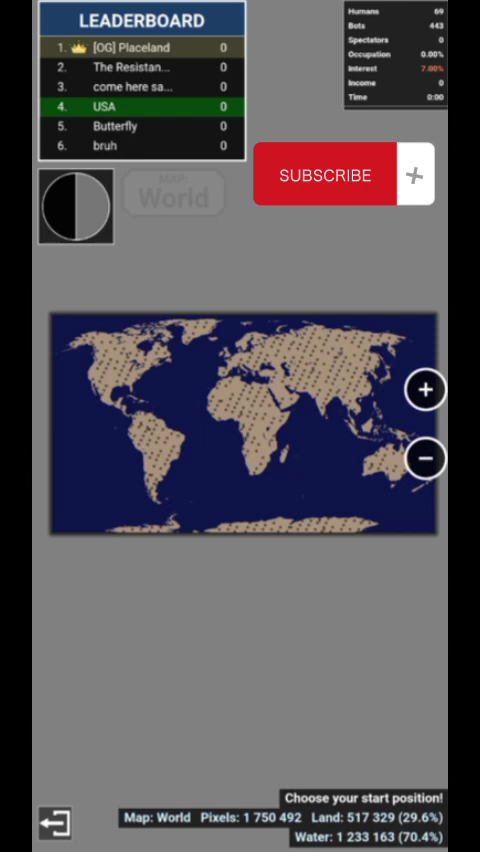 LEADERBOARD
1. [OG] Placeland 0
2. The Resistan... 0
3. come here sa... 0
4. USA 0
5. Butterfly 0
6. bruh 0
Humans 69
Bots 443
Spectators 0
Occupation 0.00%
Interest 7.00%
Income 0
Time 0:00
SUBSCRIBE +
MAP:
World
+
−
Choose your start position!
Map: World Pixels: 1 750 492 Land: 517 329 (29.6%)
Water: 1 233 163 (70.4%)